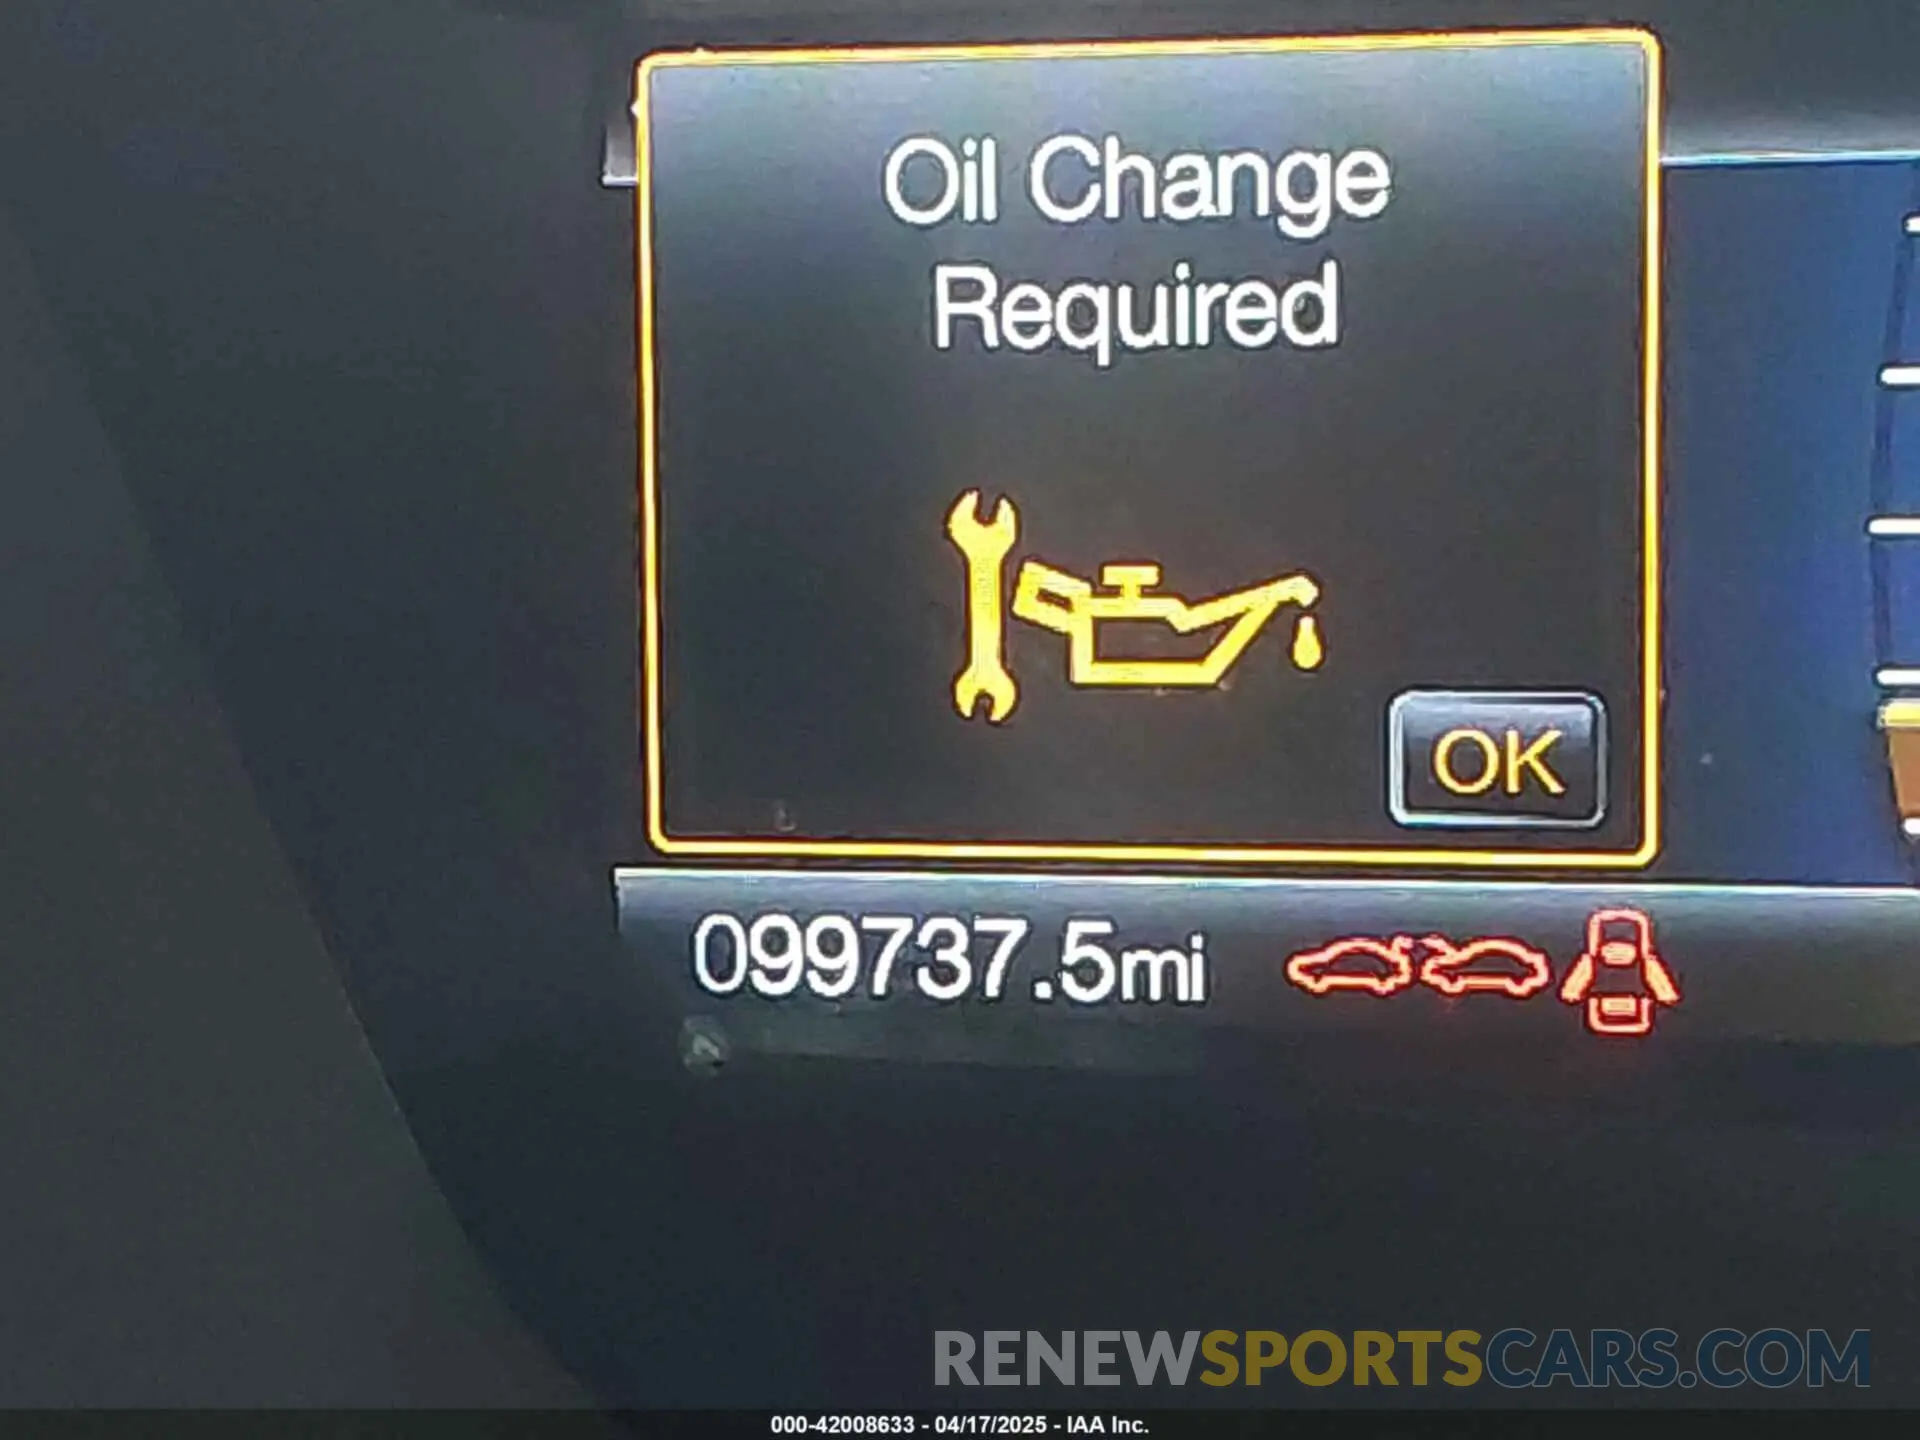 Oil Change
Required
OK
099737.5mi
RENEWSPORTSCARS.COM
000-42008633 - 04/17/2025 - IAA Inc.